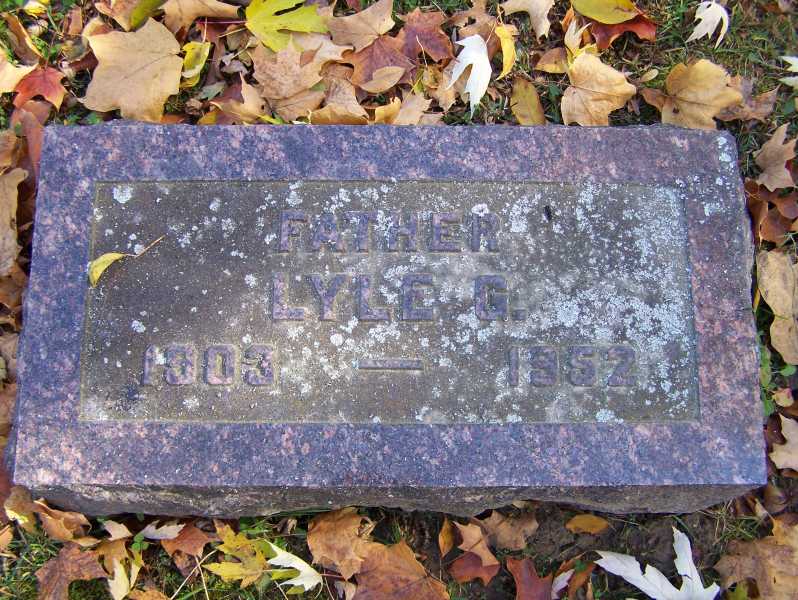 FATHER
LYLE G.
1903 — 1952